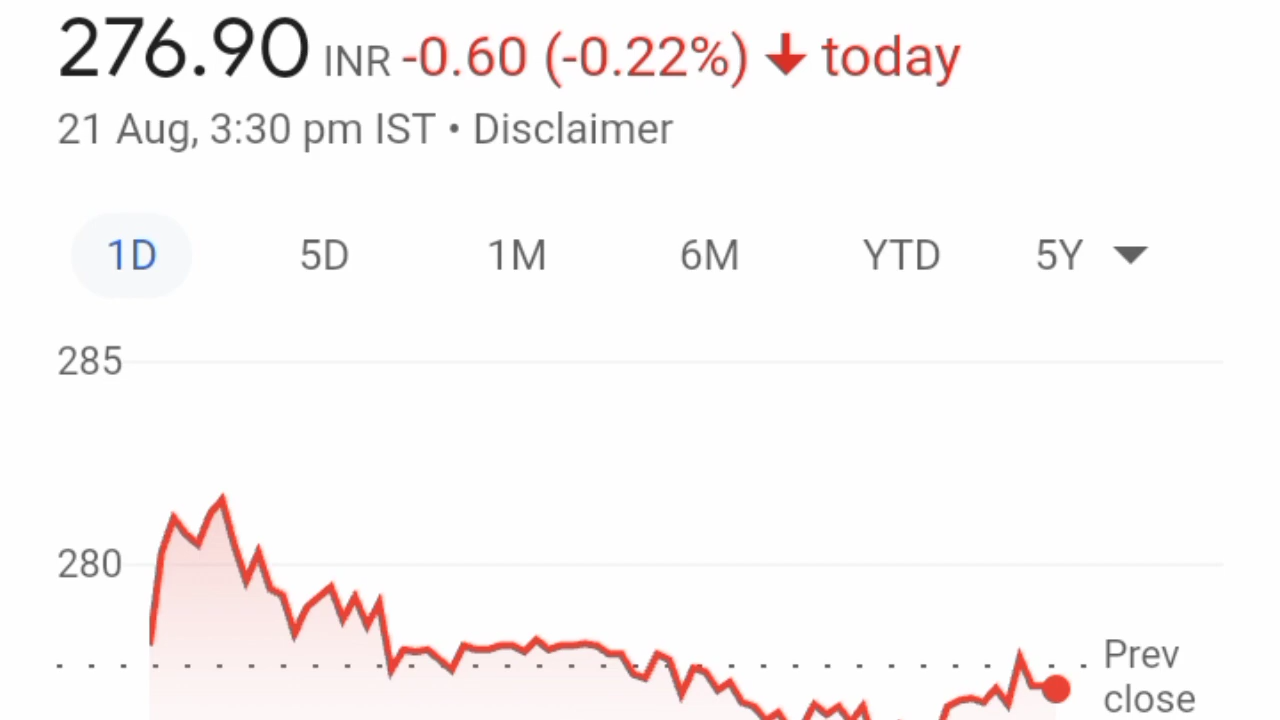 276.90 INR -0.60 (-0.22%) ↓ today
21 Aug, 3:30 pm IST • Disclaimer
1D 5D 1M 6M YTD 5Y
285
280
Prev
close